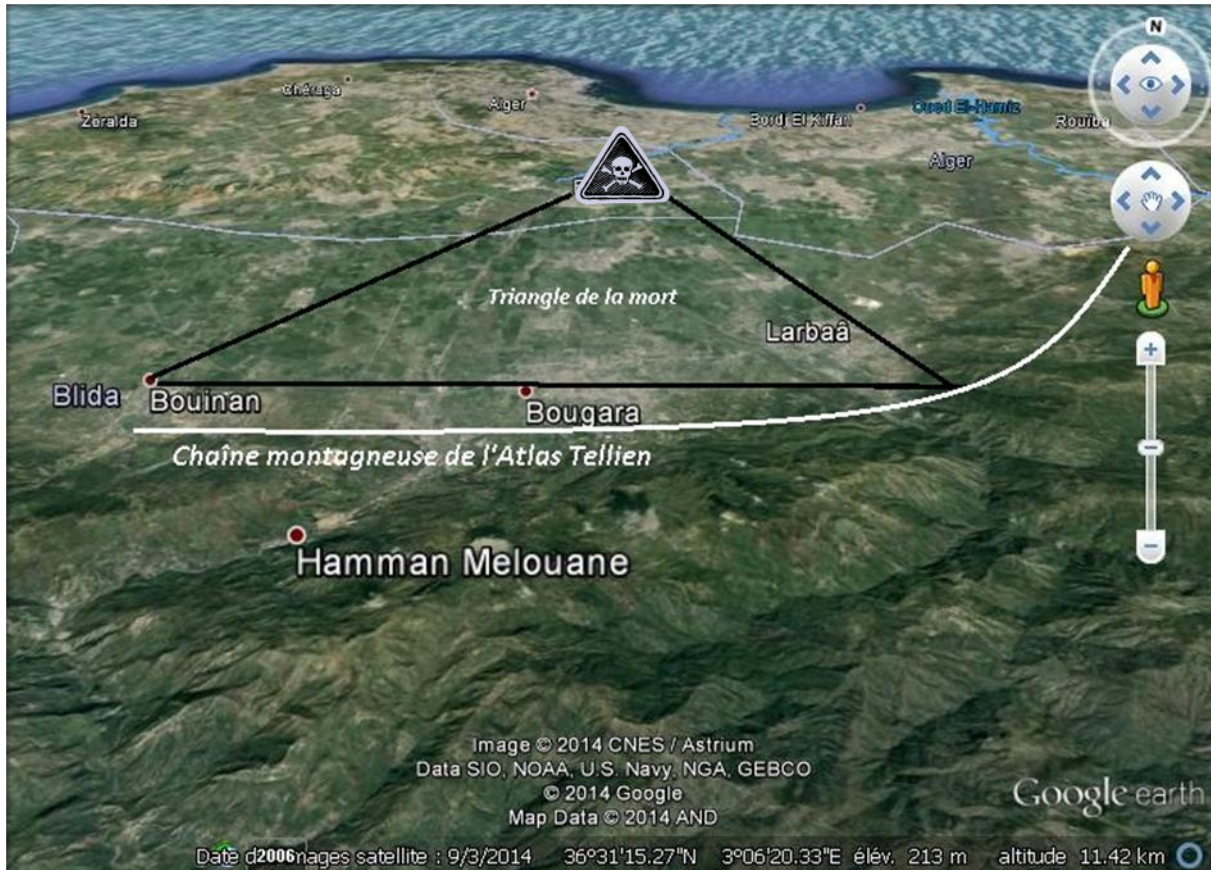 N
Chéraga
Alger
Zeralda
Bordj El Kiffan
Oued El-Hamiz
Rouïba
Alger
Triangle de la mort
Larbaâ
Blida
Bouinan
Bougara
Chaîne montagneuse de l'Atlas Tellien
Hamman Melouane
Image © 2014 CNES / Astrium
Data SIO, NOAA, U.S. Navy, NGA, GEBCO
© 2014 Google
Map Data © 2014 AND
Google earth
2006
mages satellite : 9/3/2014 36°31'15.27"N 3°06'20.33"E élév. 213 m altitude 11.42 km